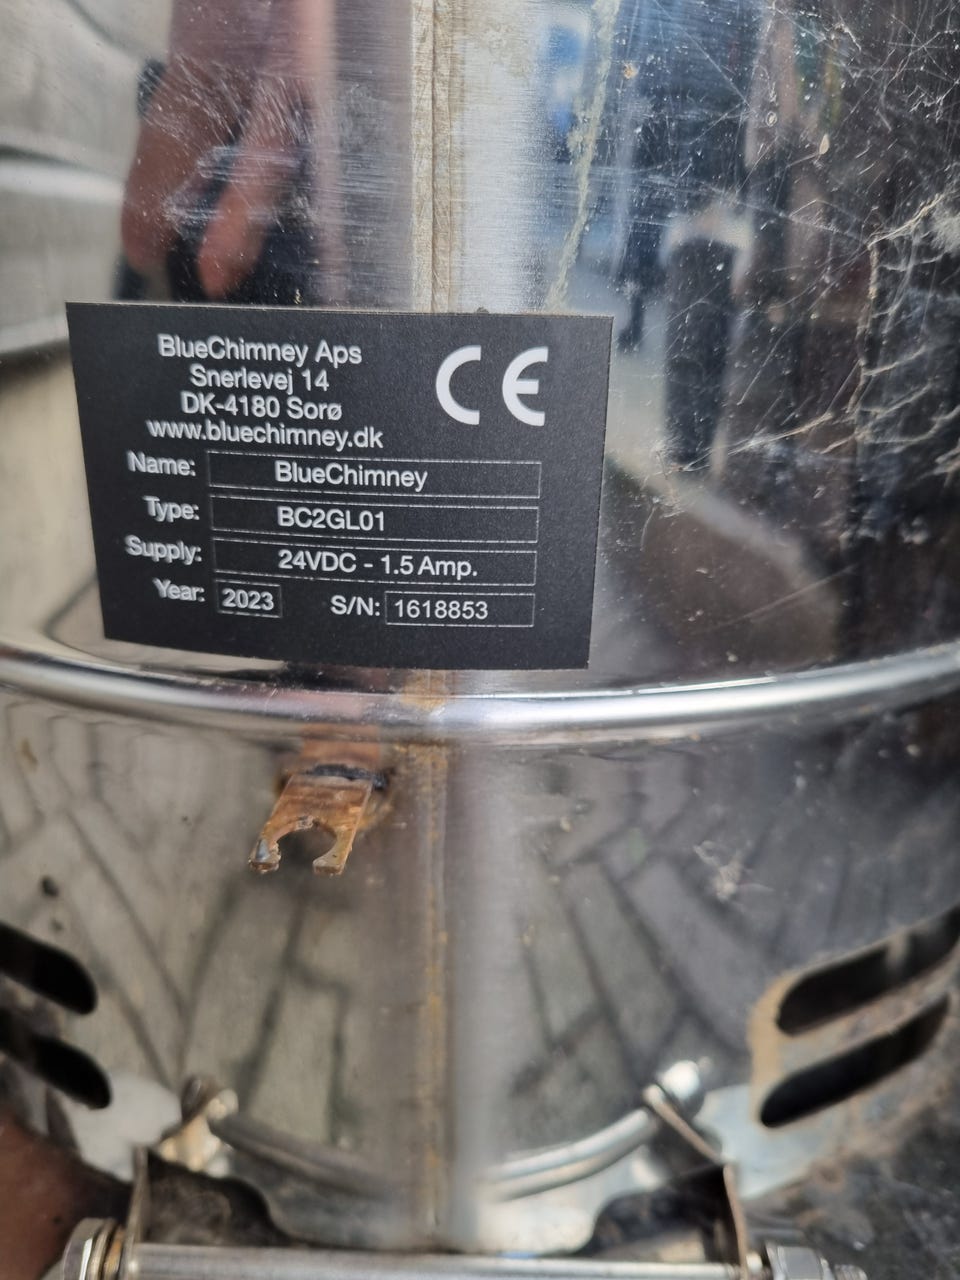 BlueChimney Aps
Snerlevej 14
DK-4180 Sorø
www.bluechimney.dk
CE
Name: BlueChimney
Type: BC2GL01
Supply: 24VDC - 1.5 Amp.
Year: 2023 S/N: 1618853